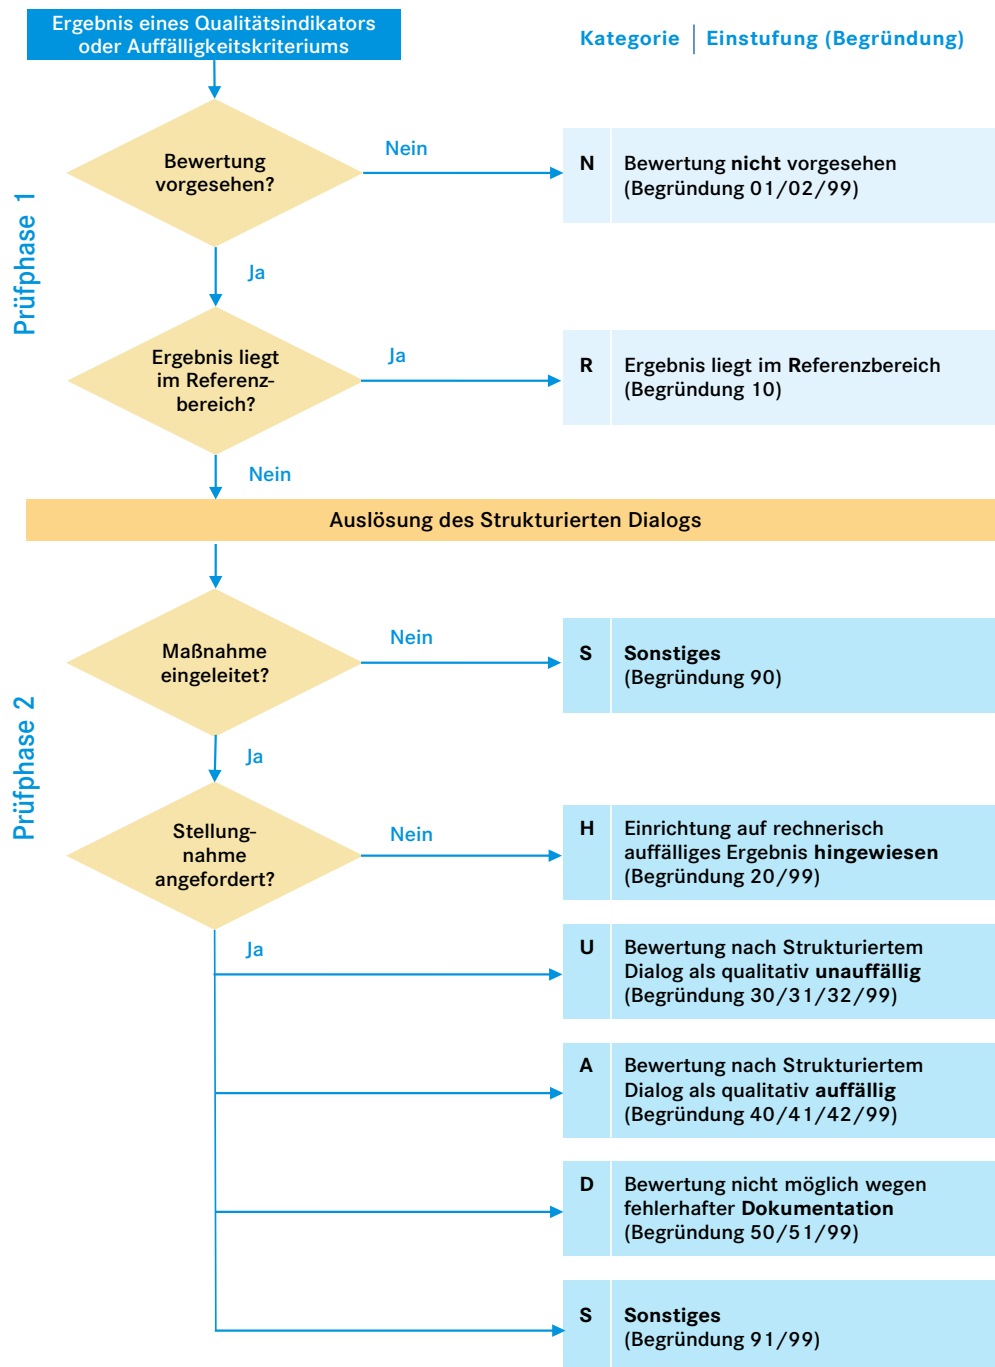 Ergebnis eines Qualitätsindikators
oder Auffälligkeitskriteriums
Kategorie | Einstufung (Begründung)
Prüfphase 1
Bewertung
vorgesehen?
Nein
N Bewertung nicht vorgesehen
(Begründung 01/02/99)
Ja
Ergebnis liegt
im Referenz-
bereich?
Ja
R Ergebnis liegt im Referenzbereich
(Begründung 10)
Nein
Auslösung des Strukturierten Dialogs
Prüfphase 2
Maßnahme
eingeleitet?
Nein
S Sonstiges
(Begründung 90)
Ja
Stellung-
nahme
angefordert?
Nein
H Einrichtung auf rechnerisch
auffälliges Ergebnis hingewiesen
(Begründung 20/99)
Ja
U Bewertung nach Strukturiertem
Dialog als qualitativ unauffällig
(Begründung 30/31/32/99)
A Bewertung nach Strukturiertem
Dialog als qualitativ auffällig
(Begründung 40/41/42/99)
D Bewertung nicht möglich wegen
fehlerhafter Dokumentation
(Begründung 50/51/99)
S Sonstiges
(Begründung 91/99)